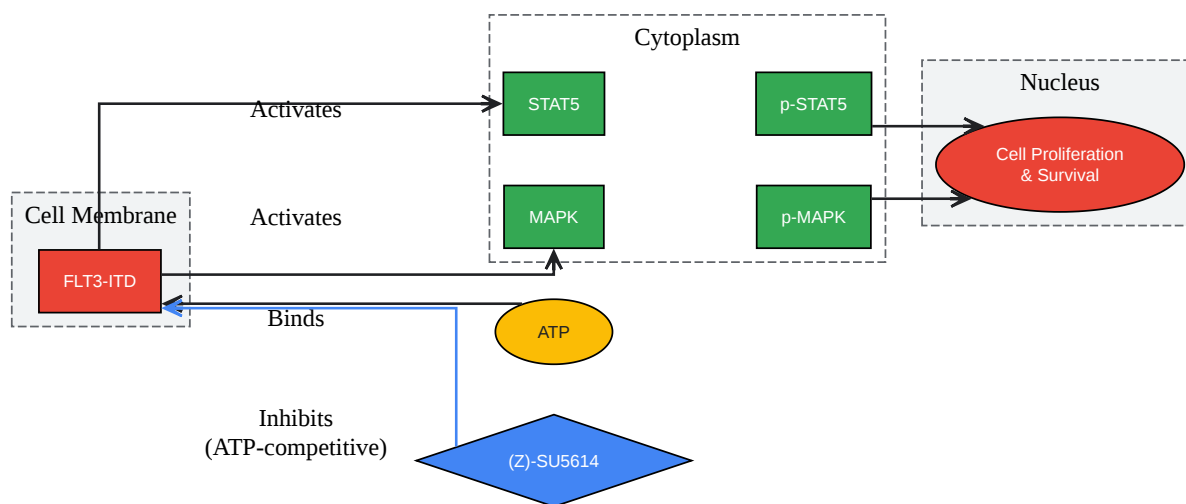 Cytoplasm
Nucleus
STAT5
p-STAT5
Activates
Cell Proliferation
& Survival
Cell Membrane
Activates
MAPK
p-MAPK
FLT3-ITD
Binds
ATP
Inhibits
(ATP-competitive)
(Z)-SU5614